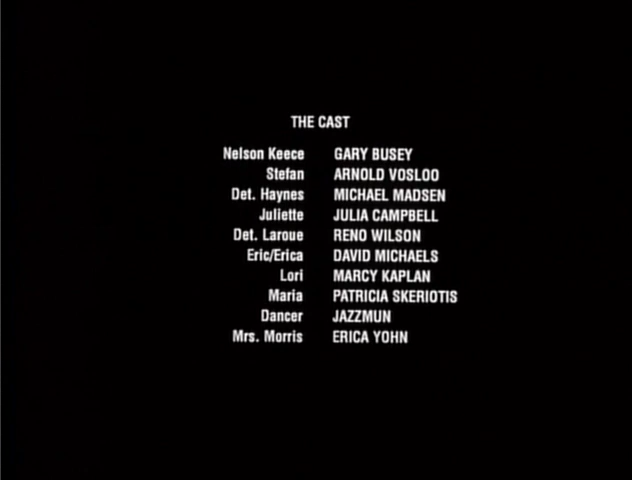 THE CAST
Nelson Keece GARY BUSEY
Stefan ARNOLD VOSLOO
Det. Haynes MICHAEL MADSEN
Juliette JULIA CAMPBELL
Det. Laroue RENO WILSON
Eric/Erica DAVID MICHAELS
Lori MARCY KAPLAN
Maria PATRICIA SKERIOTIS
Dancer JAZZMUN
Mrs. Morris ERICA YOHN